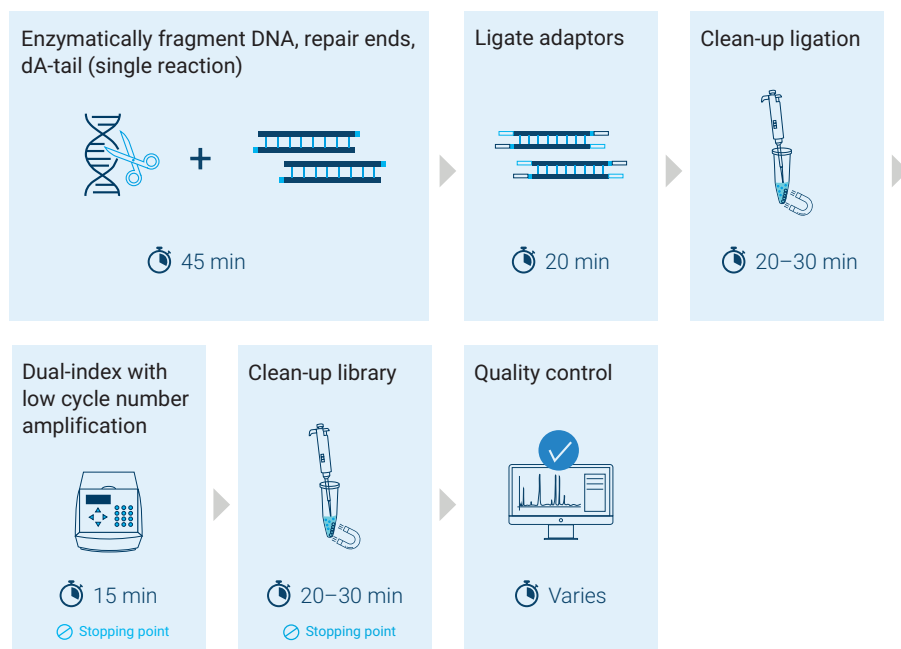 Enzymatically fragment DNA, repair ends,
dA-tail (single reaction)
45 min
Ligate adaptors
20 min
Clean-up ligation
20–30 min
Dual-index with
low cycle number
amplification
15 min
Stopping point
Clean-up library
20–30 min
Stopping point
Quality control
Varies